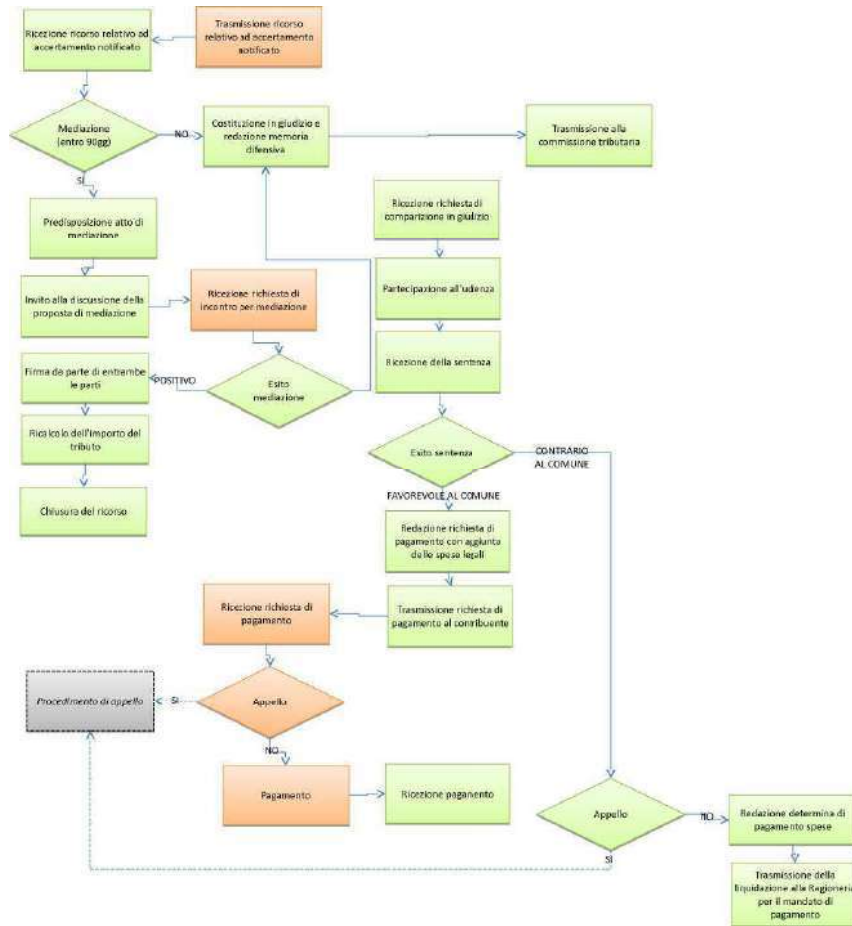 Ricezione ricorso relativo ad
accertamento notificato
Trasmissione ricorso
relativo ad accertamento
notificato
Mediazione
(entro 90gg)
NO
Costituzione in giudizio e
redazione memoria
difensiva
Trasmissione alla
commissione tributaria
SI
Predisposizione atto di
mediazione
Ricezione richiesta di
comparizione in giudizio
Invito alla discussione della
proposta di mediazione
Ricezione richiesta di
incontro per mediazione
Partecipazione all'udienza
Ricezione della sentenza
Firma da parte di entrambe
le parti
POSITIVO
Esito
mediazione
Ricalcolo dell'importo del
tributo
Esito sentenza
CONTRARIO
AL COMUNE
Chiusura del ricorso
FAVOREVOLE AL COMUNE
Redazione richiesta di
pagamento con aggiunta
delle spese legali
Ricezione richiesta di
pagamento
Trasmissione richiesta di
pagamento al contribuente
Procedimento di appello
SI
Appello
NO
Pagamento
Ricezione pagamento
Appello
NO
Redazione determina di
pagamento spese
SI
Trasmissione della
liquidazione alla Ragioneria
per il mandato di
pagamento